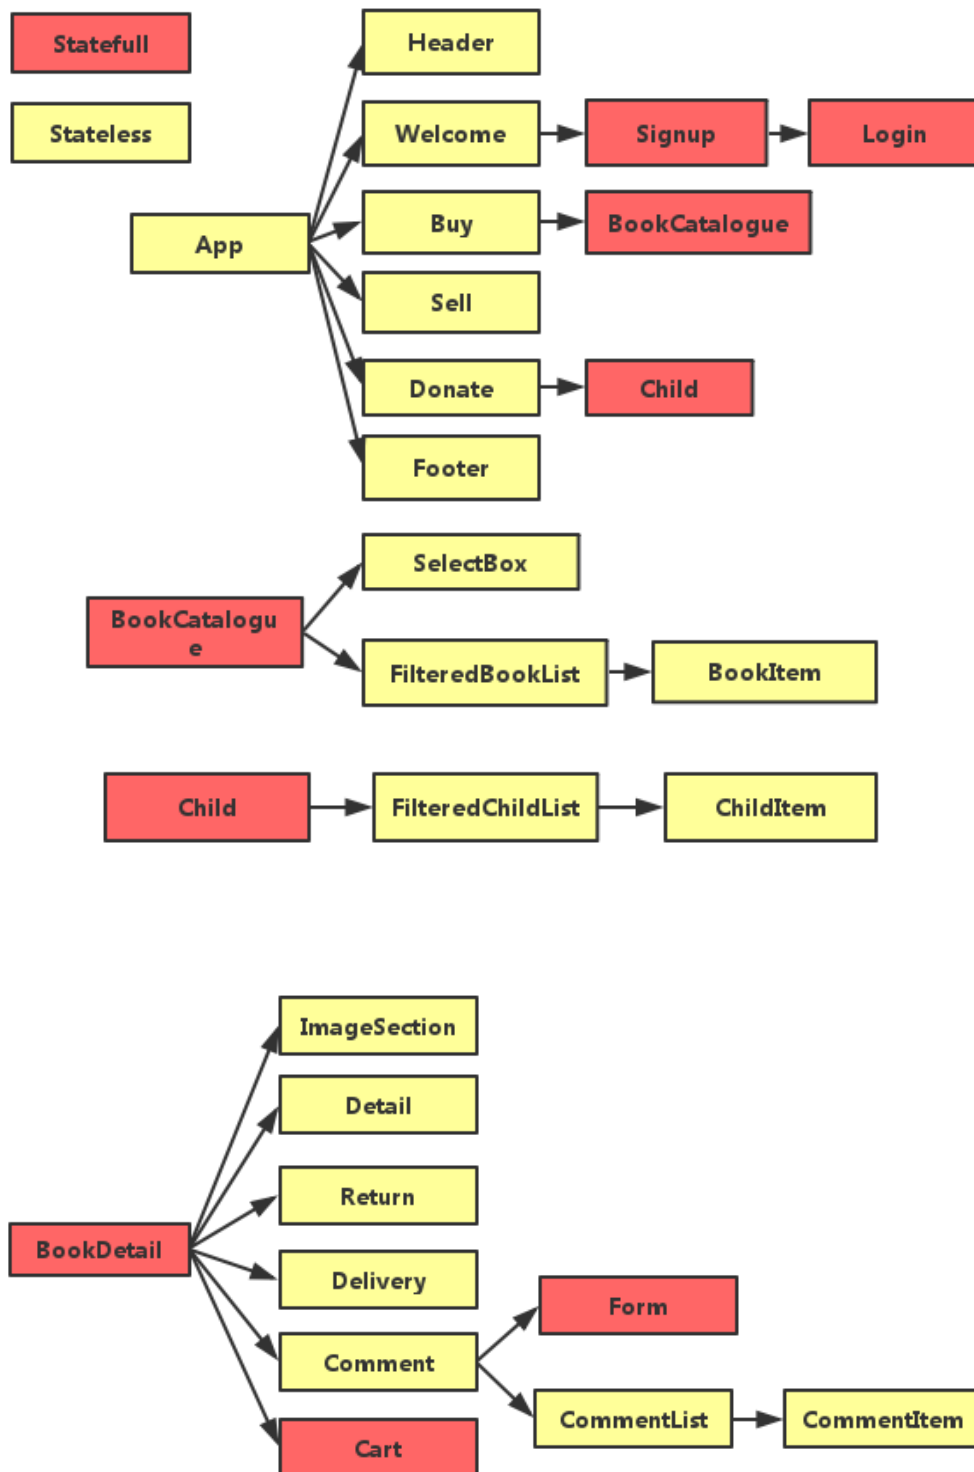 Statefull
Header
Stateless
Welcome
Signup
Login
App
Buy
BookCatalogue
Sell
Donate
Child
Footer
SelectBox
BookCatalogu
e
FilteredBookList
BookItem
Child
FilteredChildList
ChildItem
ImageSection
Detail
Return
BookDetail
Delivery
Form
Comment
CommentList
CommentItem
Cart